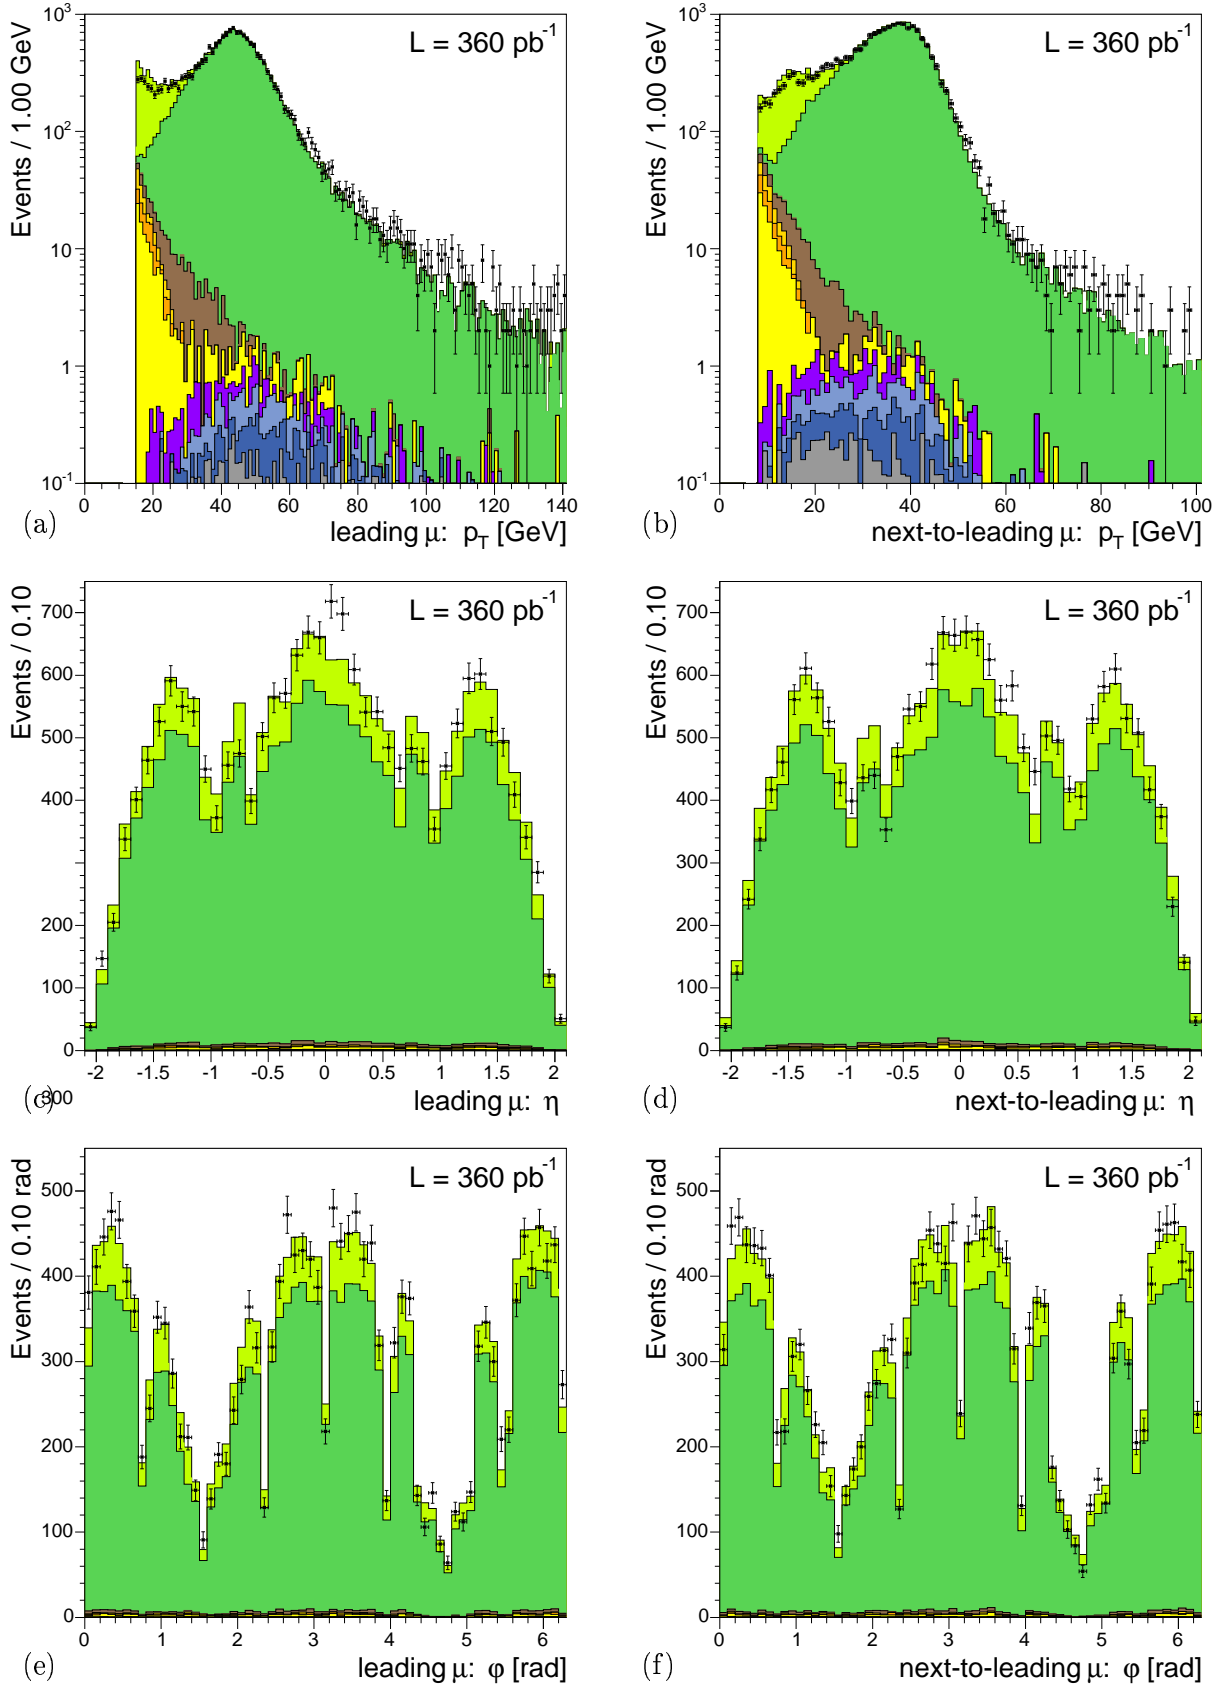 10³ 10³
L = 360 pb⁻¹ L = 360 pb⁻¹
Events / 1.00 GeV Events / 1.00 GeV
10² 10²
10 10
1 1
10⁻¹ 10⁻¹
0 20 40 60 80 100 120 140 0 20 40 60 80 100
(a) leading μ: p_T [GeV] (b) next-to-leading μ: p_T [GeV]
L = 360 pb⁻¹ L = 360 pb⁻¹
Events / 0.10 Events / 0.10
700 700
600 600
500 500
400 400
300
200 200
100 100
0 0
-2 -1.5 -1 -0.5 0 0.5 1 1.5 2 -2 -1.5 -1 -0.5 0 0.5 1 1.5 2
(c) 300 leading μ: η (d) next-to-leading μ: η
L = 360 pb⁻¹ L = 360 pb⁻¹
Events / 0.10 rad Events / 0.10 rad
500 500
400 400
300 300
200 200
100 100
0 0
0 1 2 3 4 5 6 0 1 2 3 4 5 6
(e) leading μ: φ [rad] (f) next-to-leading μ: φ [rad]